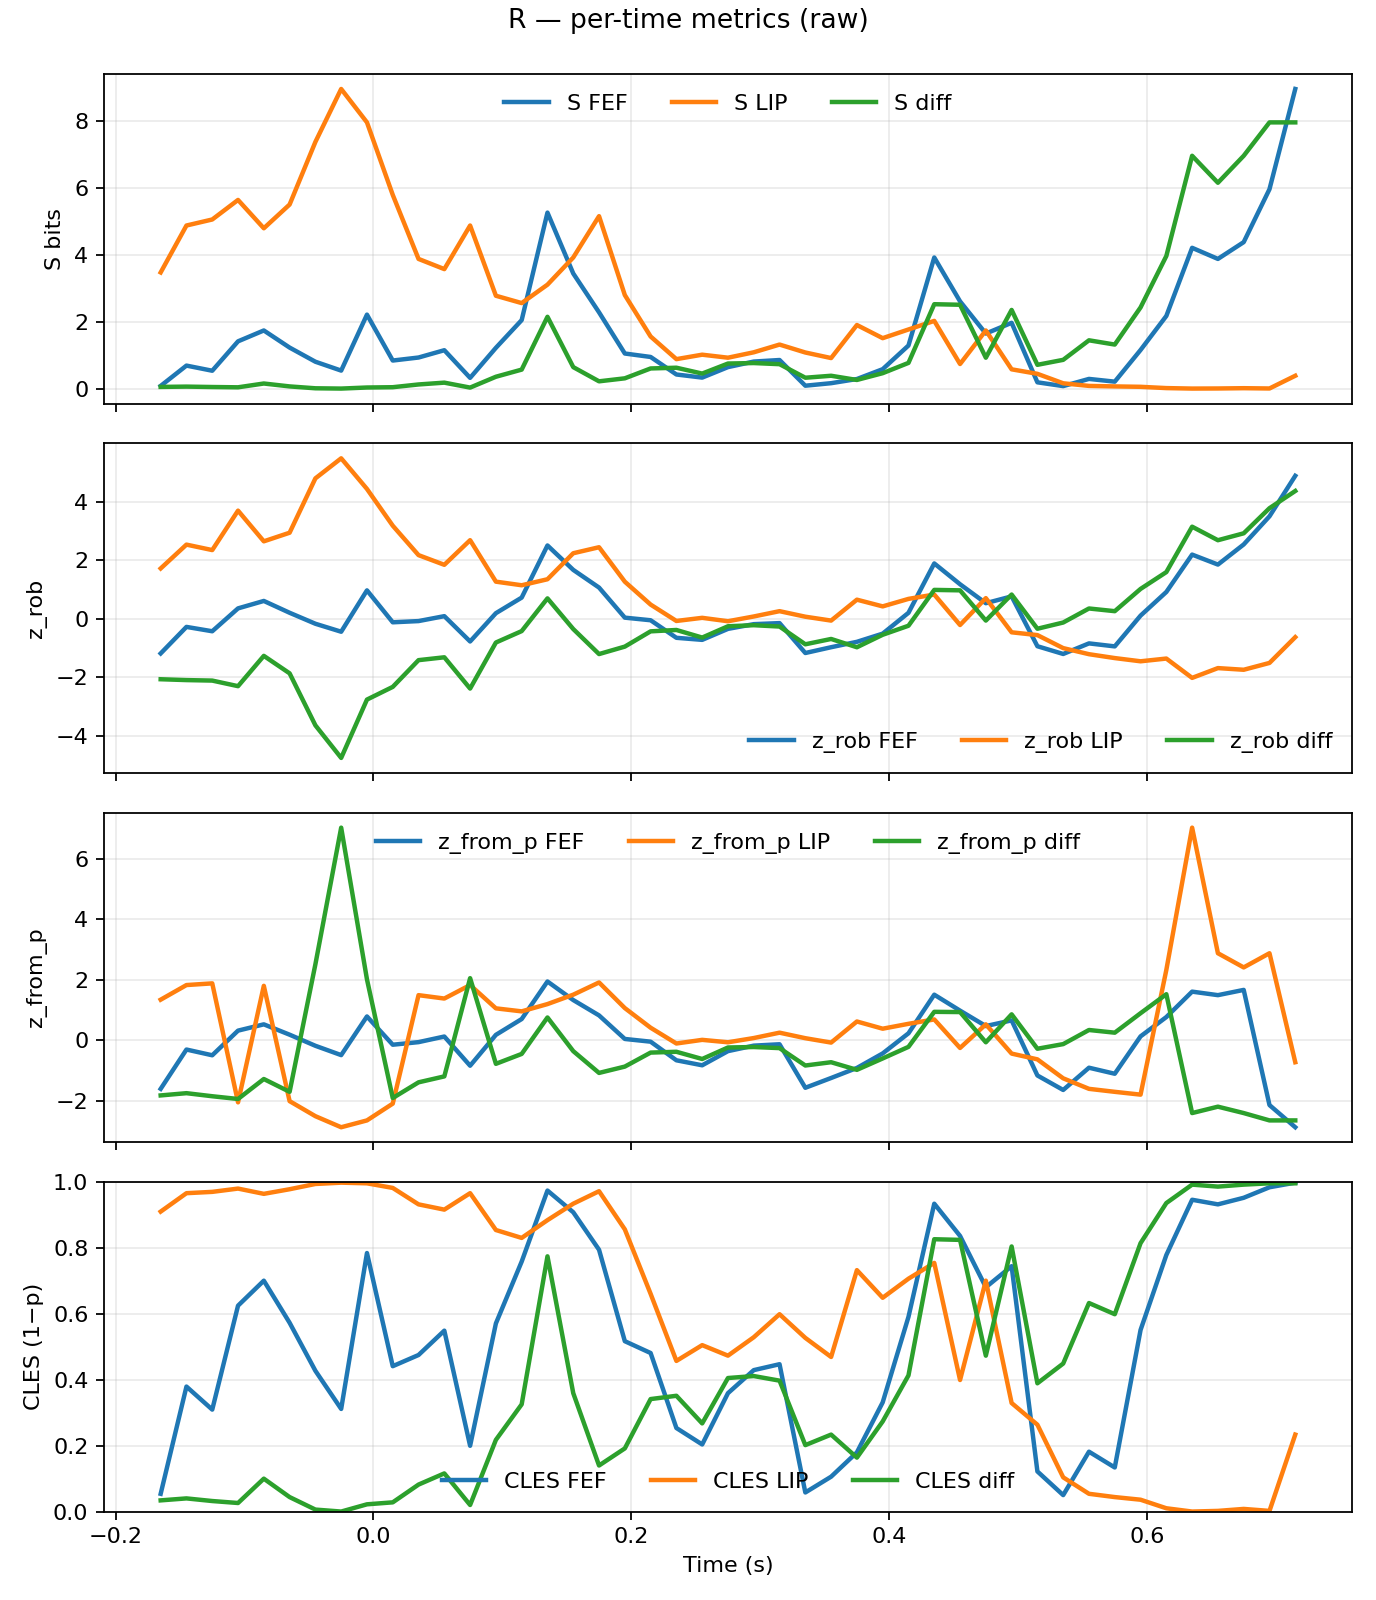 R — per-time metrics (raw)
S FEF S LIP S diff
S bits
8
6
4
2
0
z_rob
4
2
0
−2
−4
z_rob FEF z_rob LIP z_rob diff
z_from_p FEF z_from_p LIP z_from_p diff
z_from_p
6
4
2
0
−2
CLES (1−p)
1.0
0.8
0.6
0.4
0.2
0.0
CLES FEF CLES LIP CLES diff
−0.2 0.0 0.2 0.4 0.6
Time (s)